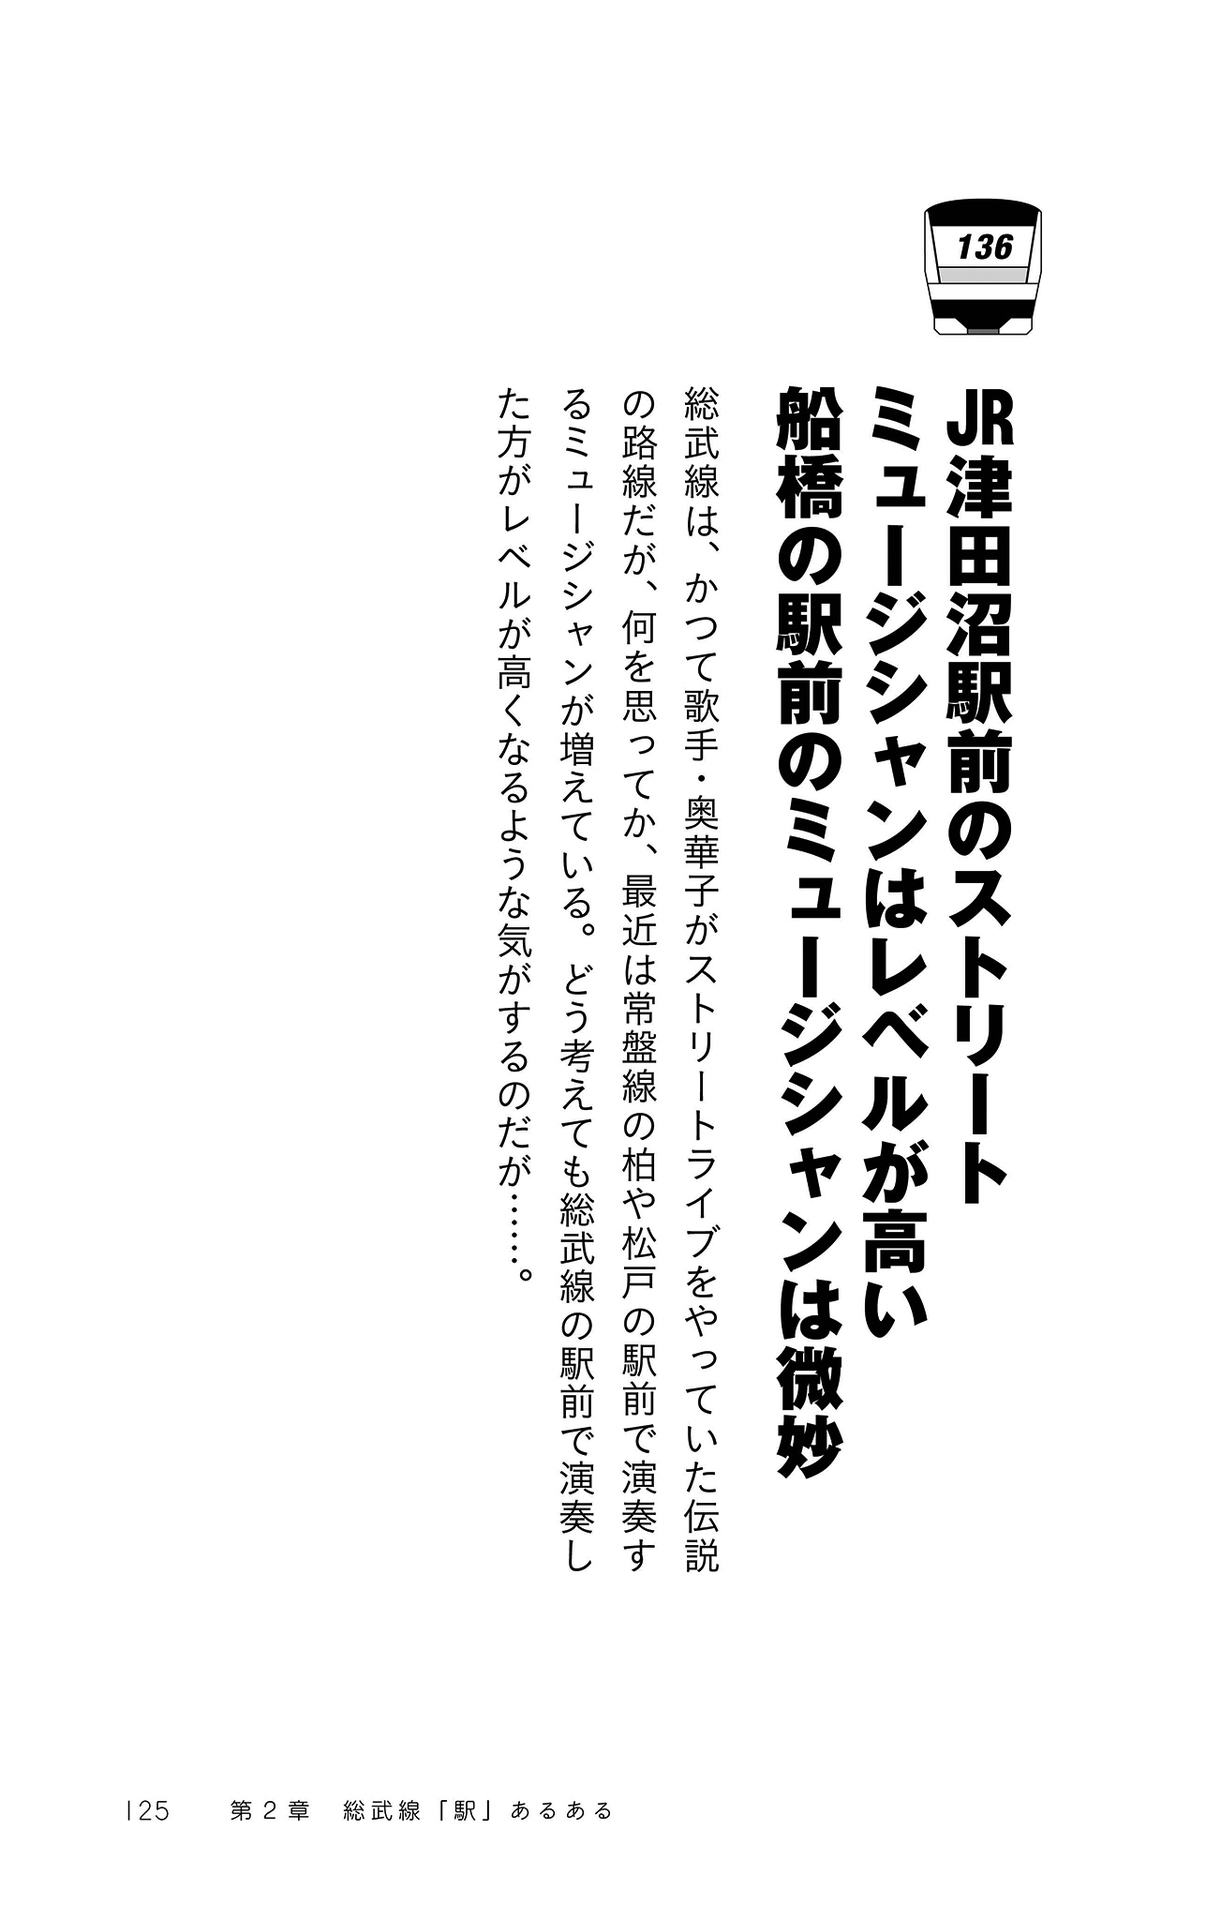 136
JR津田沼駅前のストリート
ミュージシャンはレベルが高い
船橋の駅前のミュージシャンは微妙
総武線は、かつて歌手・奥華子がストリートライブをやっていた伝説
の路線だが、何を思ってか、最近は常盤線の柏や松戸の駅前で演奏す
るミュージシャンが増えている。どう考えても総武線の駅前で演奏し
た方がレベルが高くなるような気がするのだが……。
125 第2章 総武線「駅」あるある